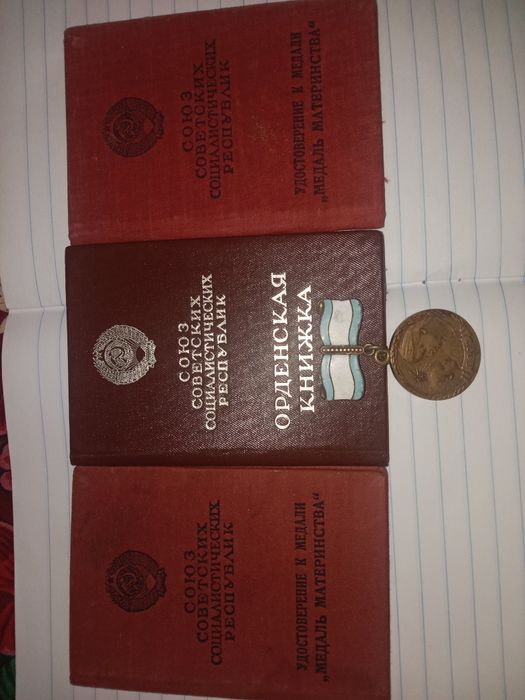 СОЮЗ
СОВЕТСКИХ
СОЦИАЛИСТИЧЕСКИХ
РЕСПУБЛИК
УДОСТОВЕРЕНИЕ К МЕДАЛИ
„МЕДАЛЬ МАТЕРИНСТВА“
СОЮЗ
СОВЕТСКИХ
СОЦИАЛИСТИЧЕСКИХ
РЕСПУБЛИК
ОРДЕНСКАЯ
КНИЖКА
СОЮЗ
СОВЕТСКИХ
СОЦИАЛИСТИЧЕСКИХ
РЕСПУБЛИК
УДОСТОВЕРЕНИЕ К МЕДАЛИ
„МЕДАЛЬ МАТЕРИНСТВА“